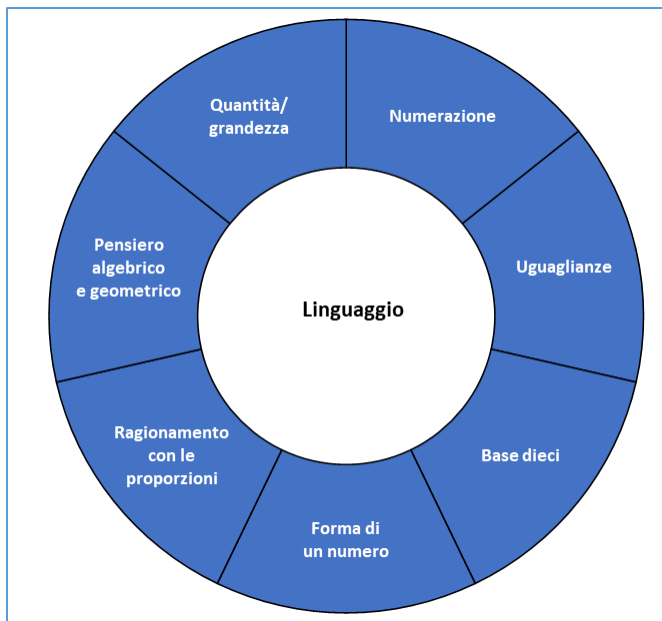 Quantità/
grandezza
Numerazione
Uguaglianze
Base dieci
Forma di
un numero
Ragionamento
con le
proporzioni
Pensiero
algebrico
e geometrico
Linguaggio